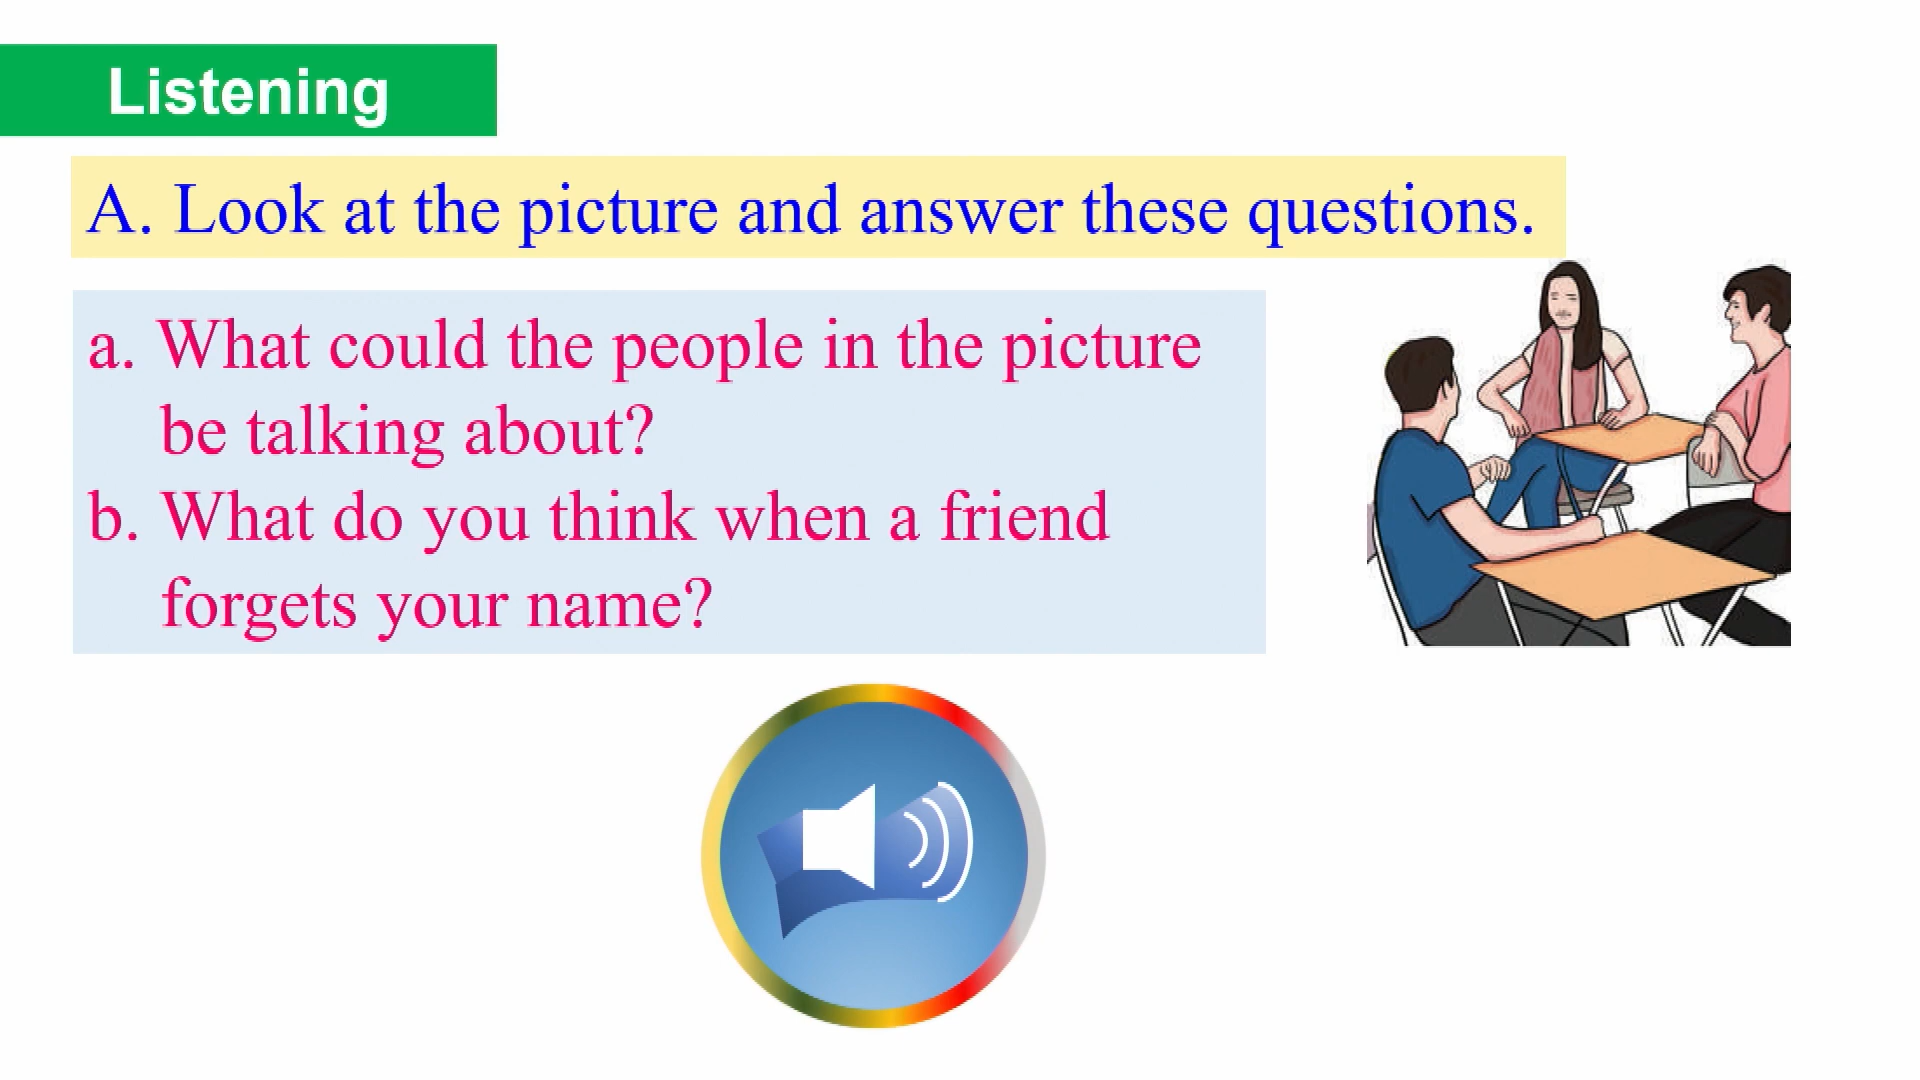 Listening
A. Look at the picture and answer these questions.
a. What could the people in the picture
be talking about?
b. What do you think when a friend
forgets your name?